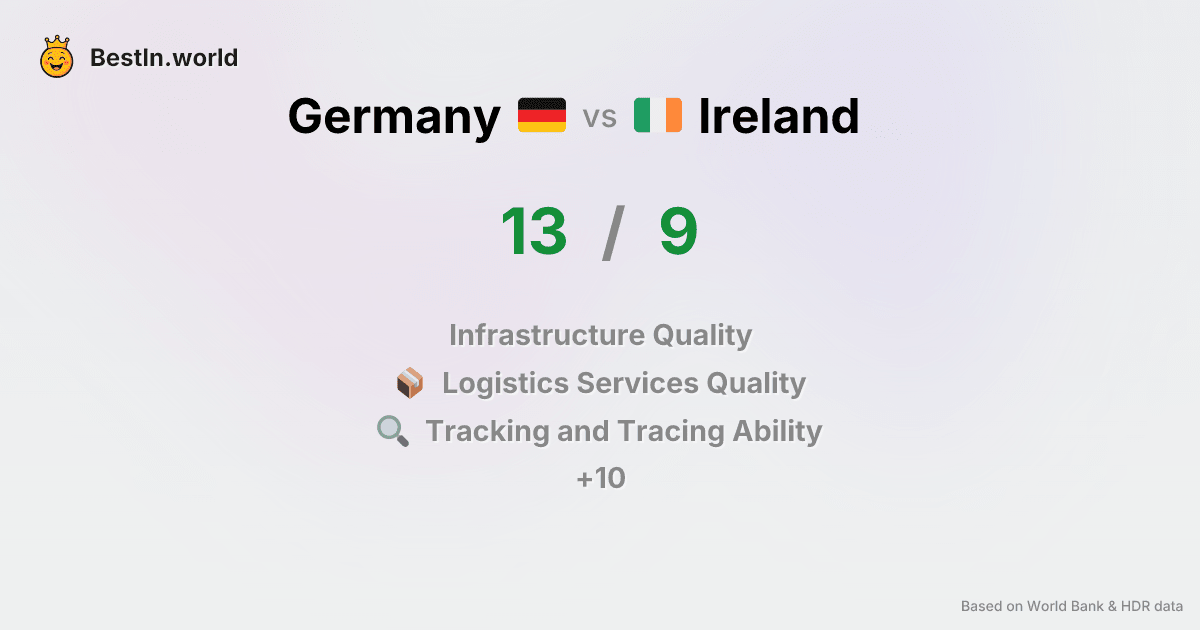 BestIn.world
Germany vs Ireland
13 / 9
Infrastructure Quality
Logistics Services Quality
Tracking and Tracing Ability
+10
Based on World Bank & HDR data